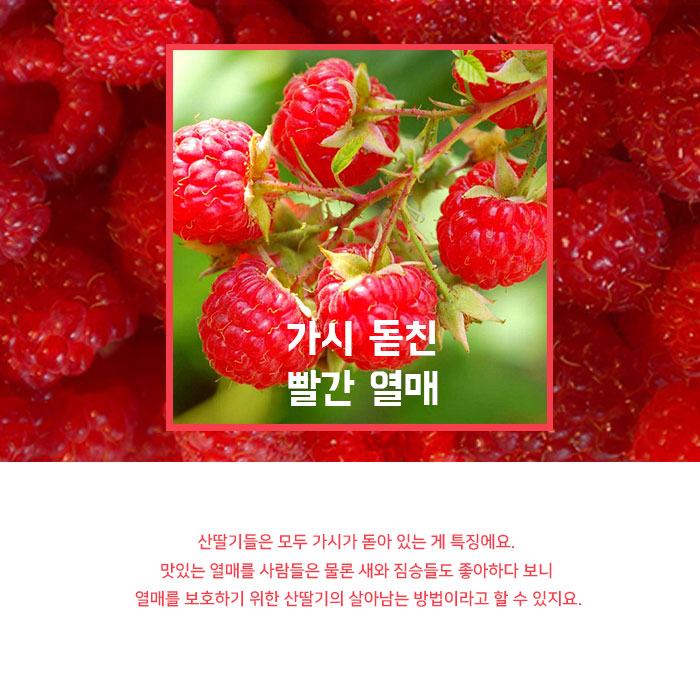 가시 돋친
빨간 열매
산딸기들은 모두 가시가 돋아 있는 게 특징에요.
맛있는 열매를 사람들은 물론 새와 짐승들도 좋아하다 보니
열매를 보호하기 위한 산딸기의 살아남는 방법이라고 할 수 있지요.